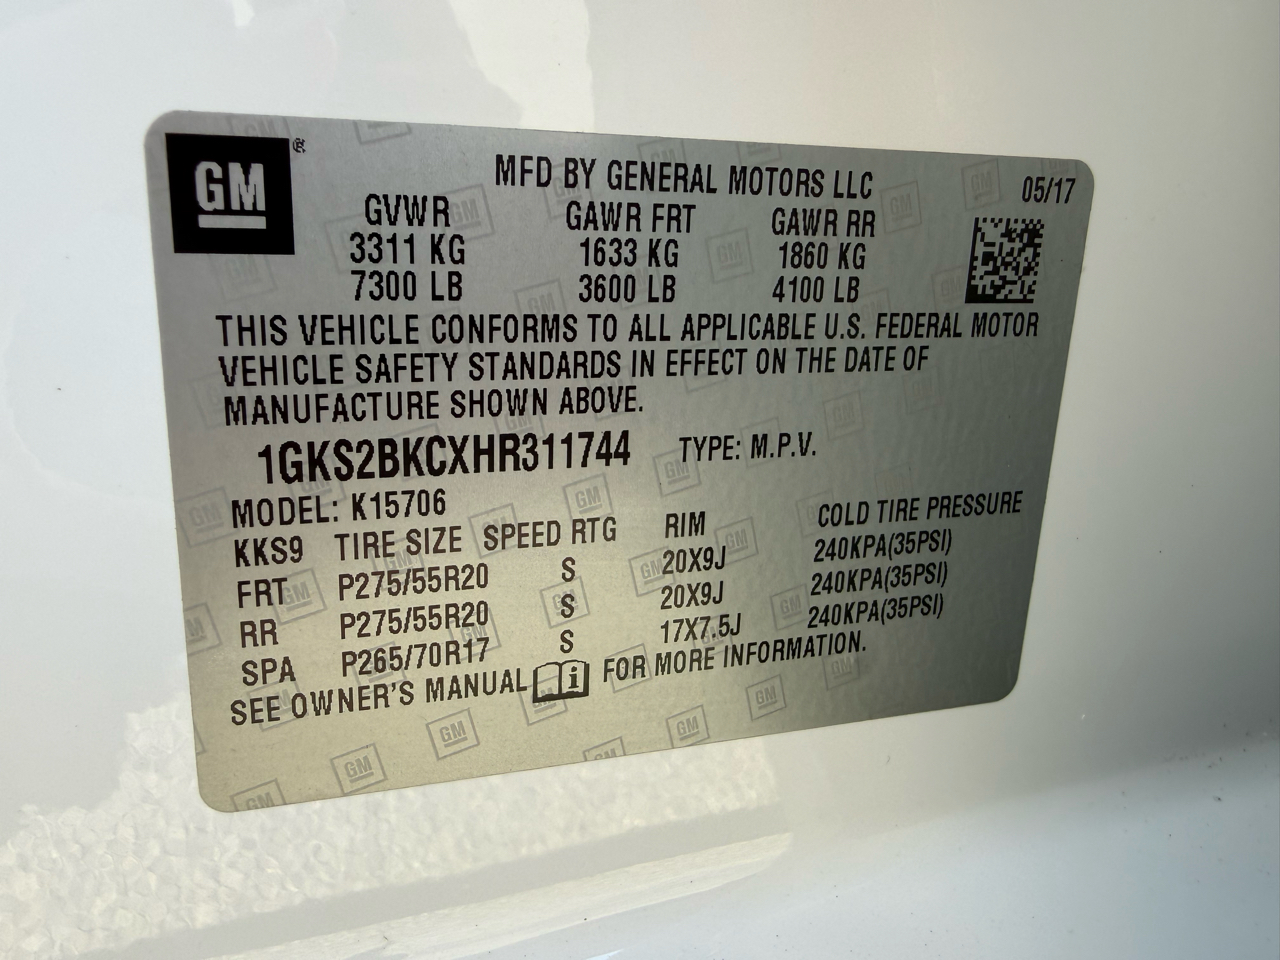 GM ®
MFD BY GENERAL MOTORS LLC 05/17
GVWR GAWR FRT GAWR RR
3311 KG 1633 KG 1860 KG
7300 LB 3600 LB 4100 LB
THIS VEHICLE CONFORMS TO ALL APPLICABLE U.S. FEDERAL MOTOR
VEHICLE SAFETY STANDARDS IN EFFECT ON THE DATE OF
MANUFACTURE SHOWN ABOVE.
1GKS2BKCXHR311744 TYPE: M.P.V.
MODEL: K15706
KKS9 TIRE SIZE SPEED RTG RIM COLD TIRE PRESSURE
FRT P275/55R20 S 20X9J 240KPA(35PSI)
RR P275/55R20 S 20X9J 240KPA(35PSI)
SPA P265/70R17 S 17X7.5J 240KPA(35PSI)
SEE OWNER'S MANUAL i FOR MORE INFORMATION.